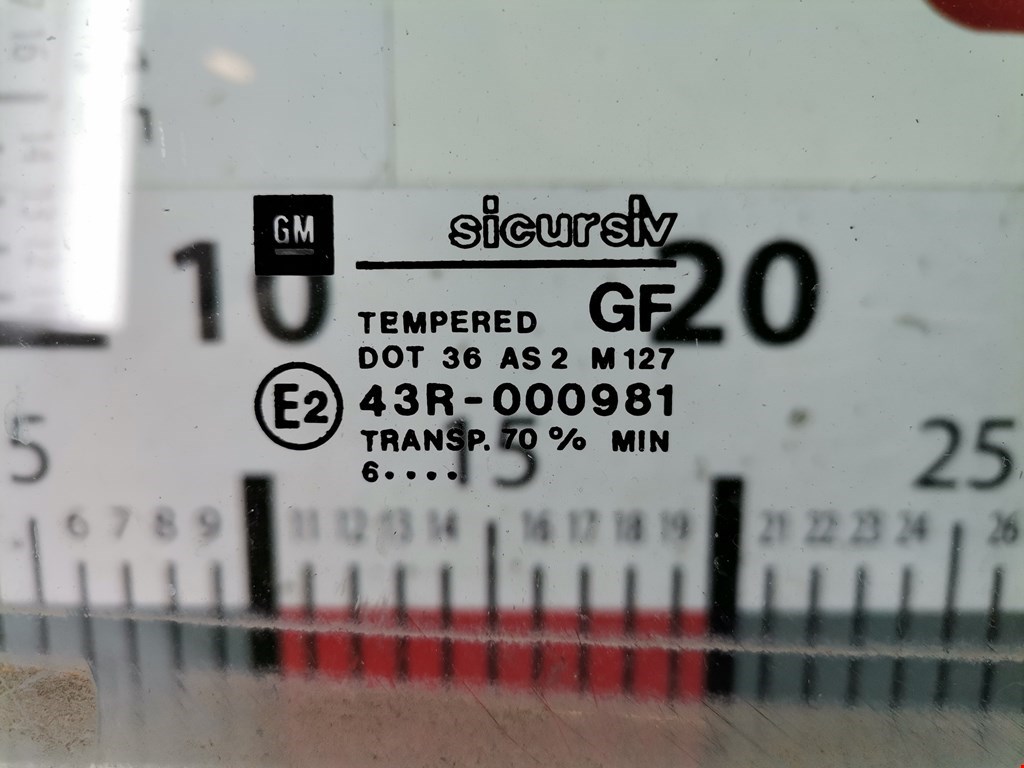 GM
sicursiv
10
20
TEMPERED GF
DOT 36 AS 2 M 127
E2 43R-000981
TRANSP. 70 % MIN
6....
5 15 25
6 7 8 9 11 12 13 14 16 17 18 19 21 22 23 24 26